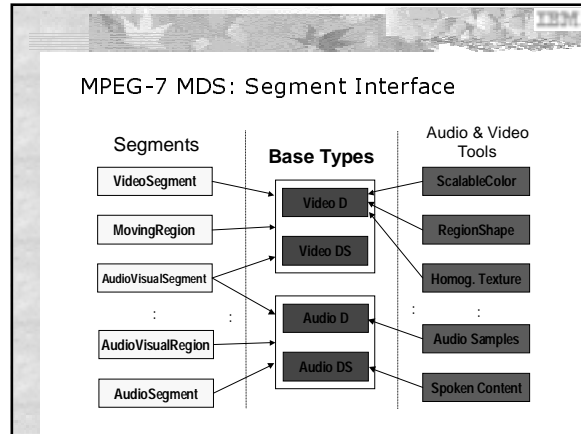 IBM
MPEG-7 MDS: Segment Interface
Segments
Base Types
Audio & Video
Tools
VideoSegment
MovingRegion
AudioVisualSegment
:
:
AudioVisualRegion
AudioSegment
Video D
Video DS
Audio D
Audio DS
ScalableColor
RegionShape
Homog. Texture
:
:
Audio Samples
Spoken Content